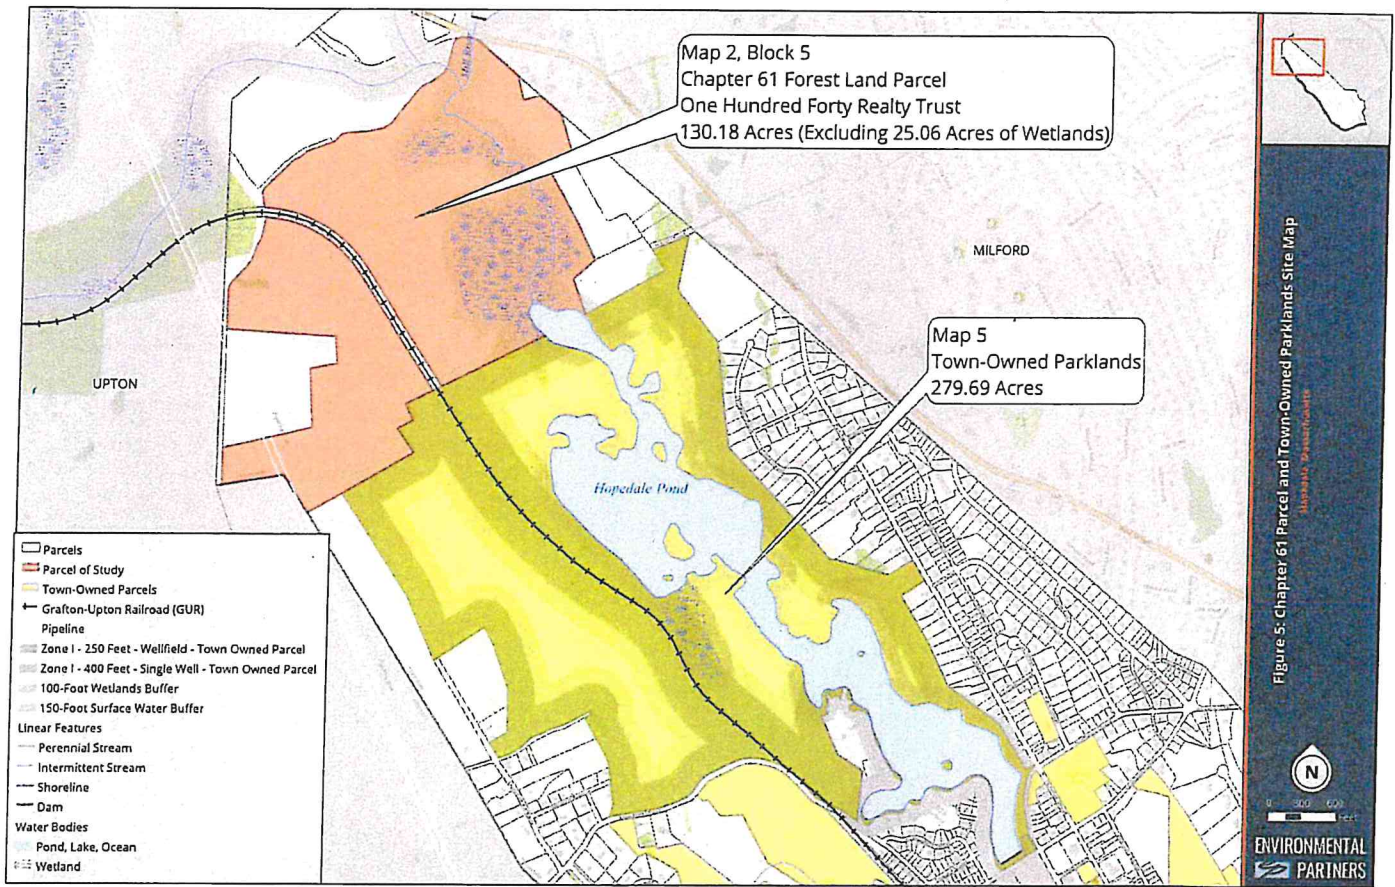 Map 2, Block 5
Chapter 61 Forest Land Parcel
One Hundred Forty Realty Trust
130.18 Acres (Excluding 25.06 Acres of Wetlands)
MILFORD
Map 5
Town-Owned Parklands
279.69 Acres
UPTON
Hopedale Pond
Parcels
Parcel of Study
Town-Owned Parcels
Grafton-Upton Railroad (GUR)
Pipeline
Zone I - 250 Feet - Wellfield - Town Owned Parcel
Zone I - 400 Feet - Single Well - Town Owned Parcel
100-Foot Wetlands Buffer
150-Foot Surface Water Buffer
Linear Features
Perennial Stream
Intermittent Stream
Shoreline
Dam
Water Bodies
Pond, Lake, Ocean
Wetland
Figure 5: Chapter 61 Parcel and Town-Owned Parklands Site Map
Hopedale, Massachusetts
N
0
600
Feet
ENVIRONMENTAL
PARTNERS